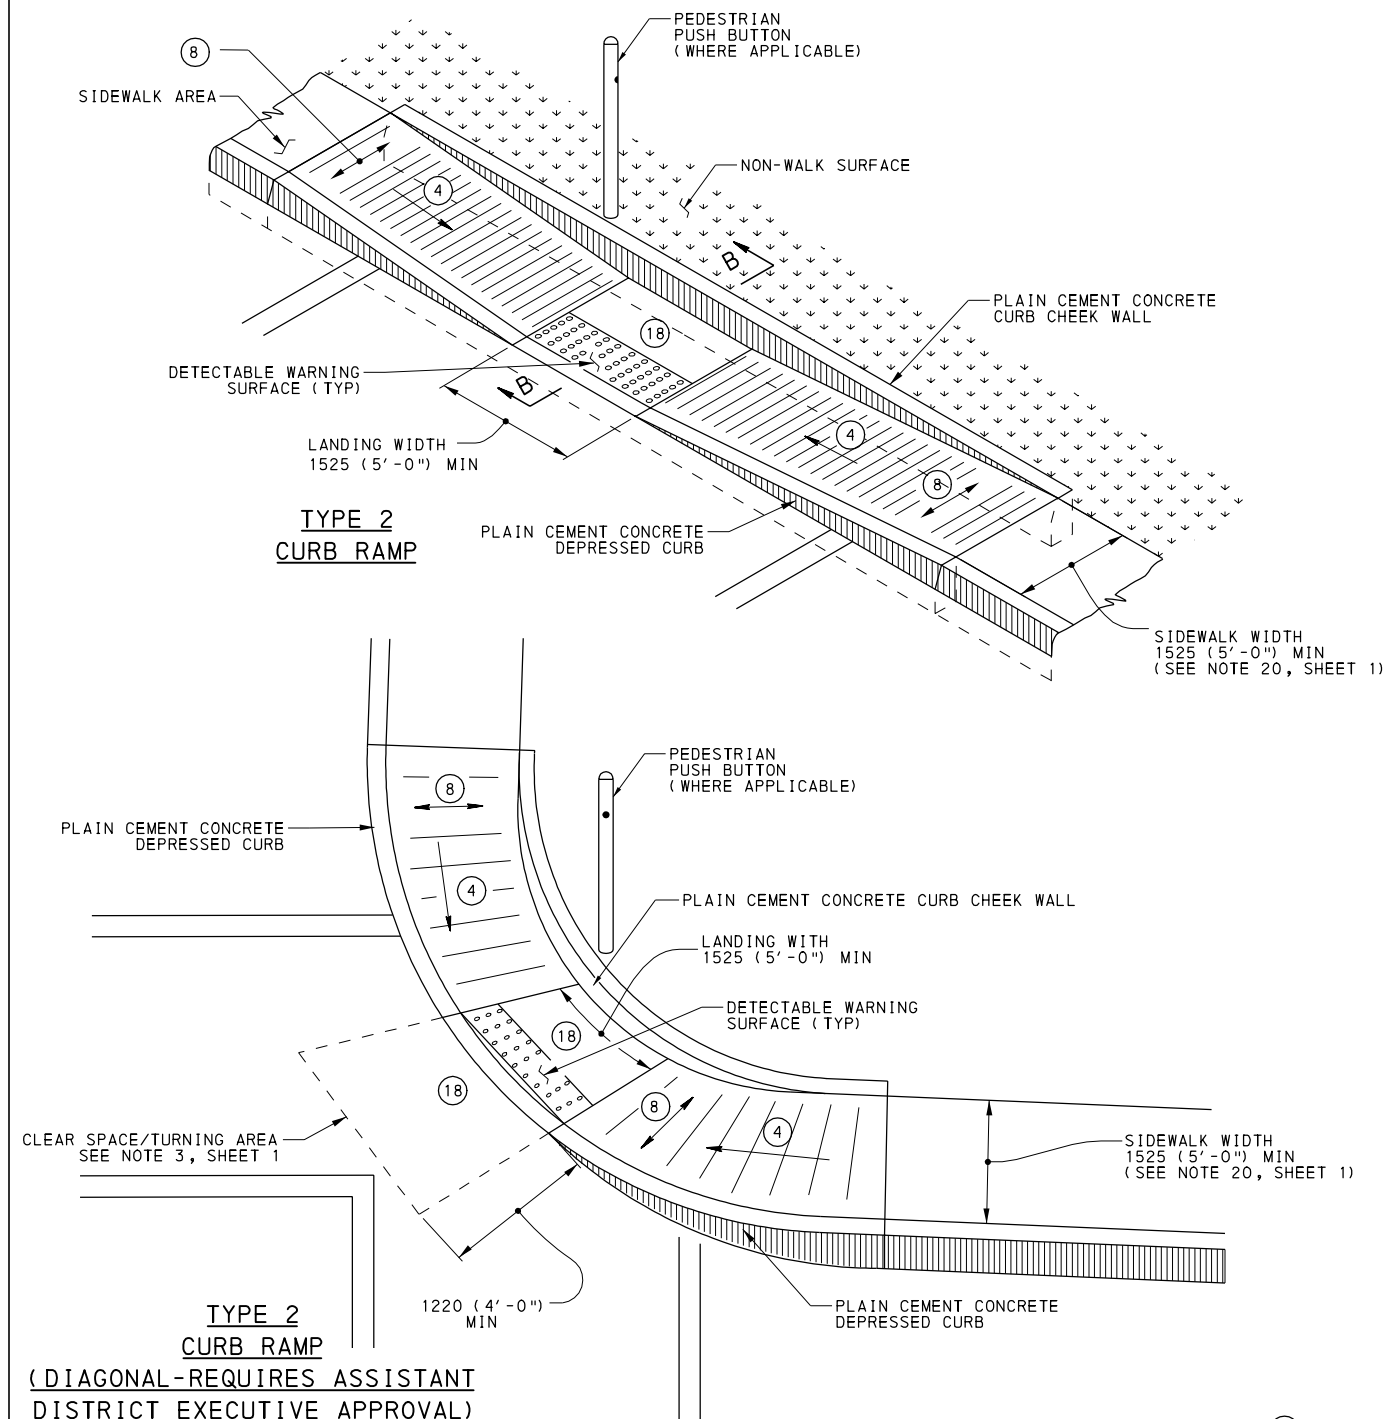 PEDESTRIAN
PUSH BUTTON
(WHERE APPLICABLE)
8
SIDEWALK AREA
4
NON-WALK SURFACE
B
PLAIN CEMENT CONCRETE
CURB CHEEK WALL
18
DETECTABLE WARNING
SURFACE (TYP)
B
LANDING WIDTH
1525 (5'-0") MIN
4
8
TYPE 2
CURB RAMP
PLAIN CEMENT CONCRETE
DEPRESSED CURB
SIDEWALK WIDTH
1525 (5'-0") MIN
(SEE NOTE 20, SHEET 1)
PEDESTRIAN
PUSH BUTTON
(WHERE APPLICABLE)
8
PLAIN CEMENT CONCRETE
DEPRESSED CURB
4
PLAIN CEMENT CONCRETE CURB CHEEK WALL
LANDING WITH
1525 (5'-0") MIN
DETECTABLE WARNING
SURFACE (TYP)
18
18
8
4
CLEAR SPACE/TURNING AREA
SEE NOTE 3, SHEET 1
SIDEWALK WIDTH
1525 (5'-0") MIN
(SEE NOTE 20, SHEET 1)
1220 (4'-0")
MIN
PLAIN CEMENT CONCRETE
DEPRESSED CURB
TYPE 2
CURB RAMP
(DIAGONAL-REQUIRES ASSISTANT
DISTRICT EXECUTIVE APPROVAL)